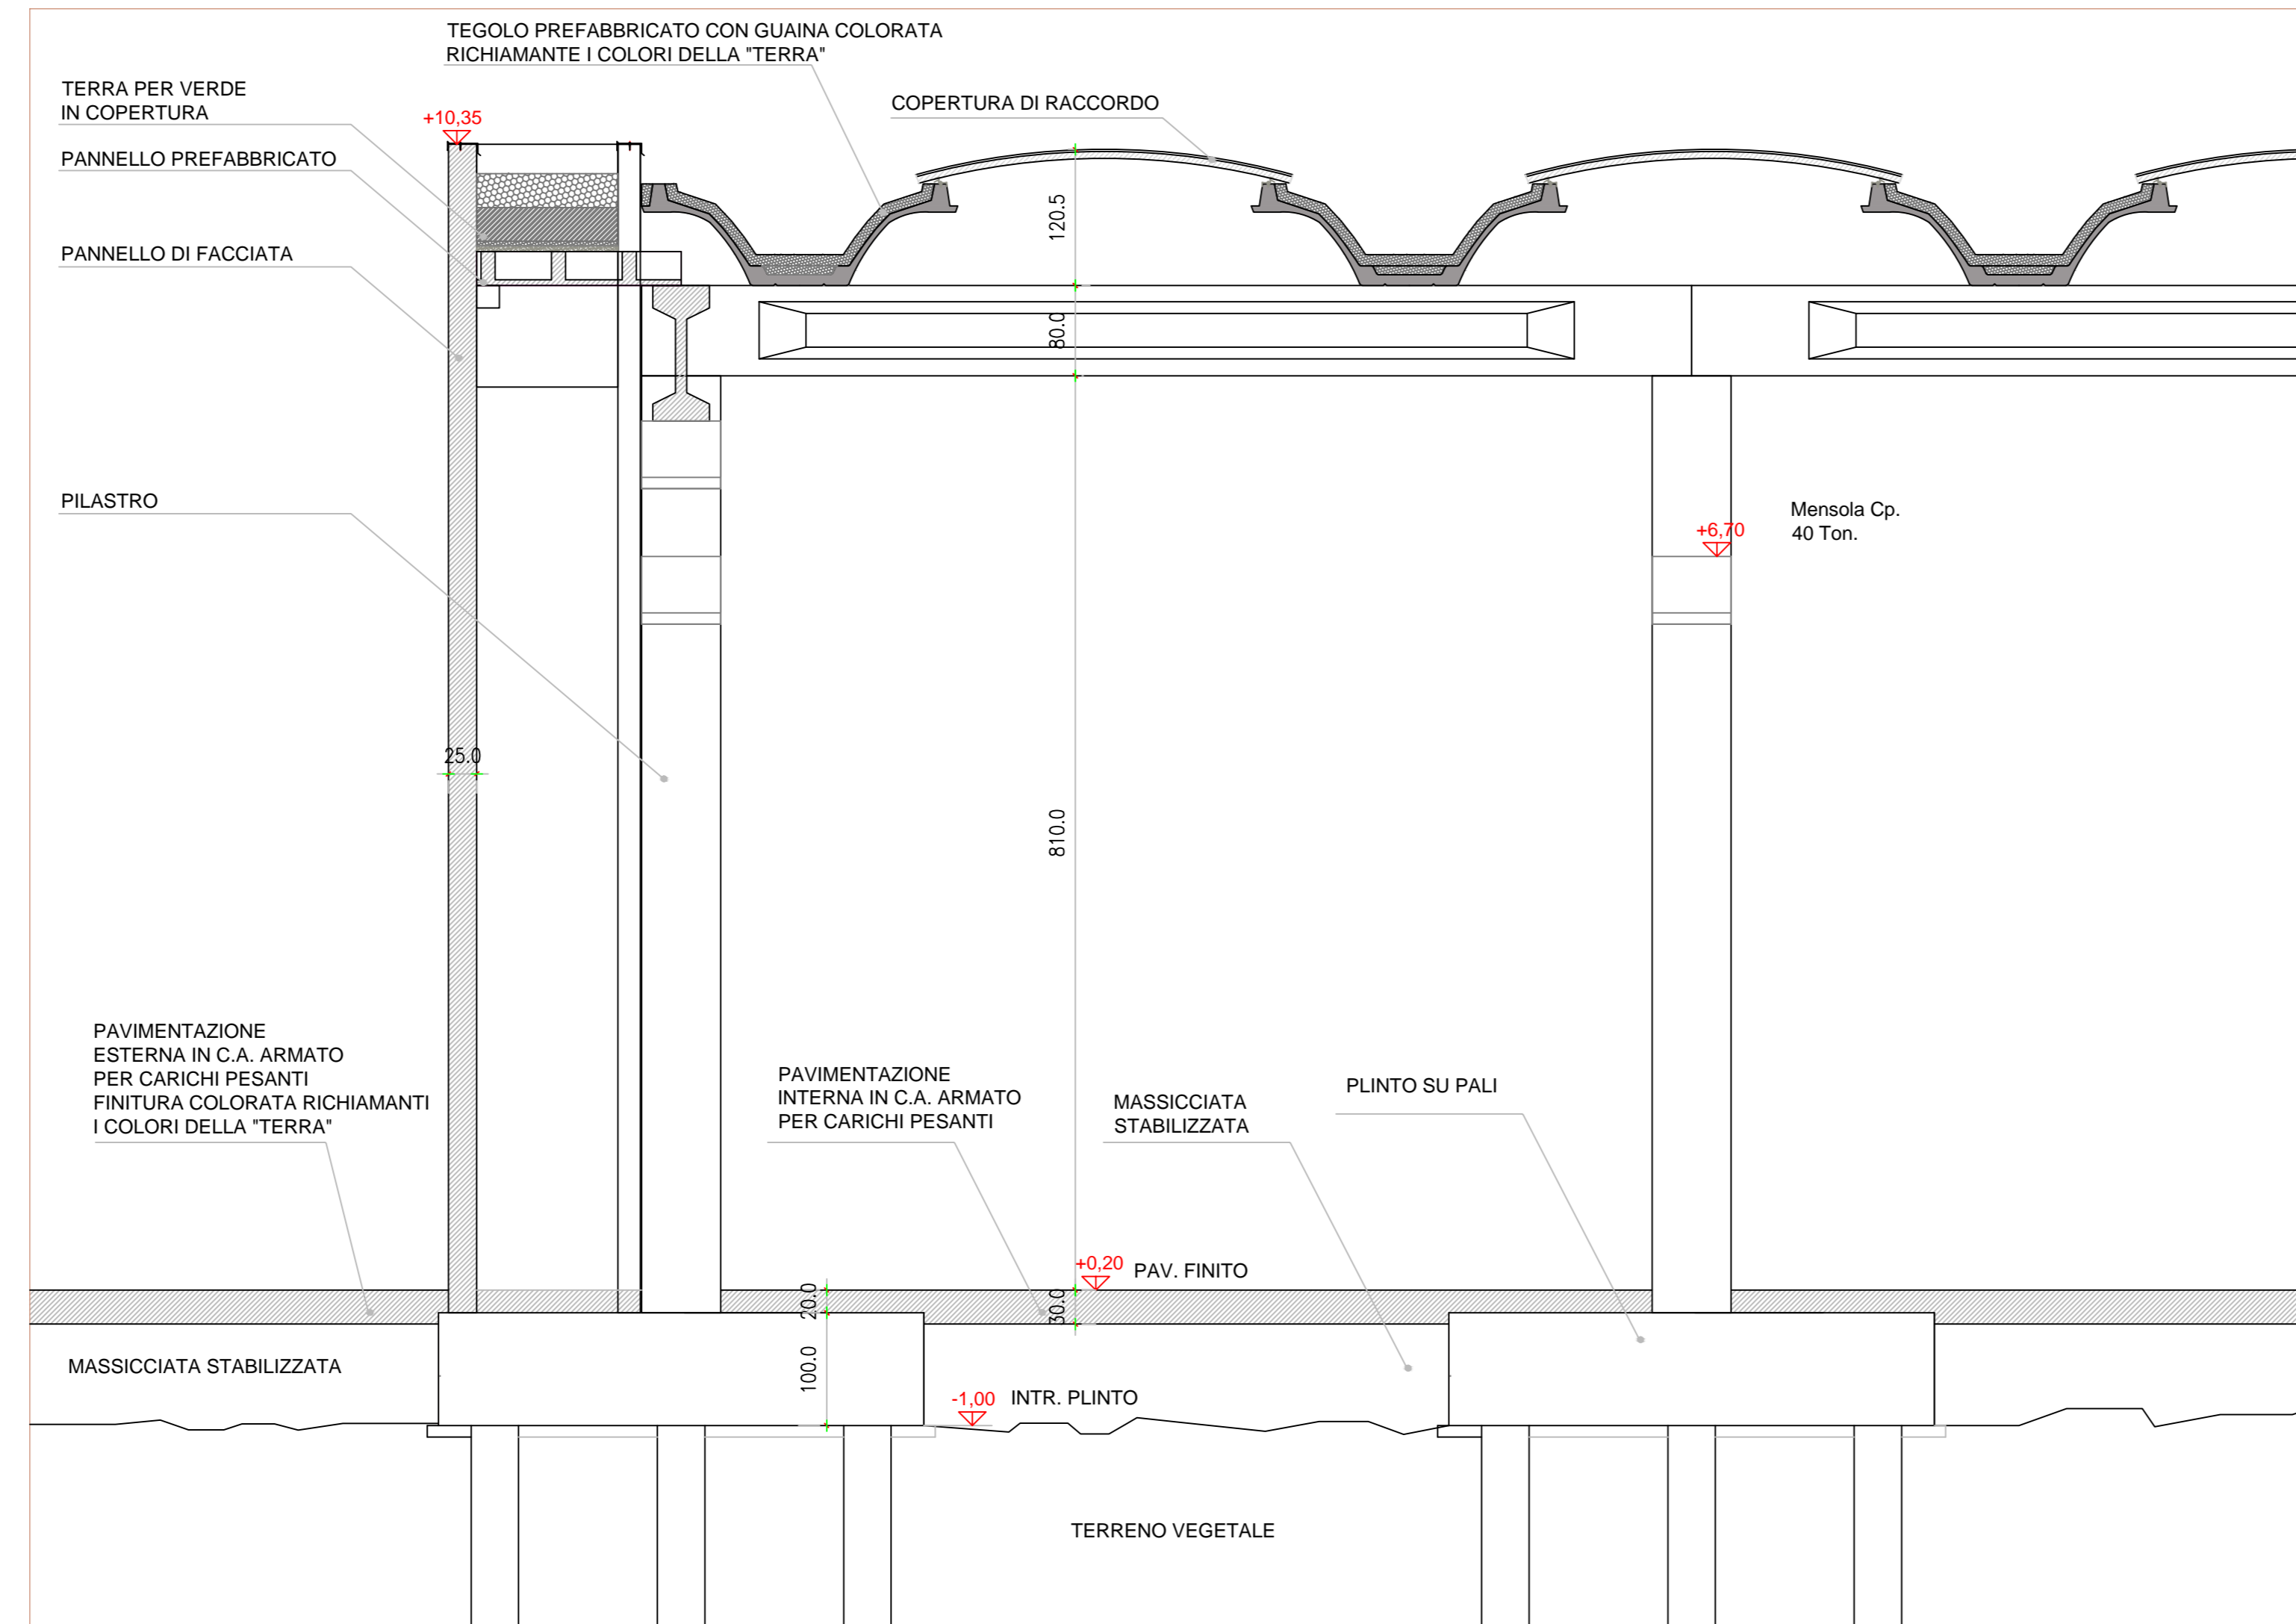 TEGOLO PREFABBRICATO CON GUAINA COLORATA
RICHIAMANTE I COLORI DELLA "TERRA"
TERRA PER VERDE
IN COPERTURA
COPERTURA DI RACCORDO
+10,35
PANNELLO PREFABBRICATO
PANNELLO DI FACCIATA
120.5
80.0
PILASTRO
Mensola Cp.
40 Ton.
+6,70
25.0
810.0
PAVIMENTAZIONE
ESTERNA IN C.A. ARMATO
PER CARICHI PESANTI
FINITURA COLORATA RICHIAMANTI
I COLORI DELLA "TERRA"
PAVIMENTAZIONE
INTERNA IN C.A. ARMATO
PER CARICHI PESANTI
MASSICCIATA
STABILIZZATA
PLINTO SU PALI
+0,20
PAV. FINITO
20.0
30.0
100.0
MASSICCIATA STABILIZZATA
-1,00
INTR. PLINTO
TERRENO VEGETALE